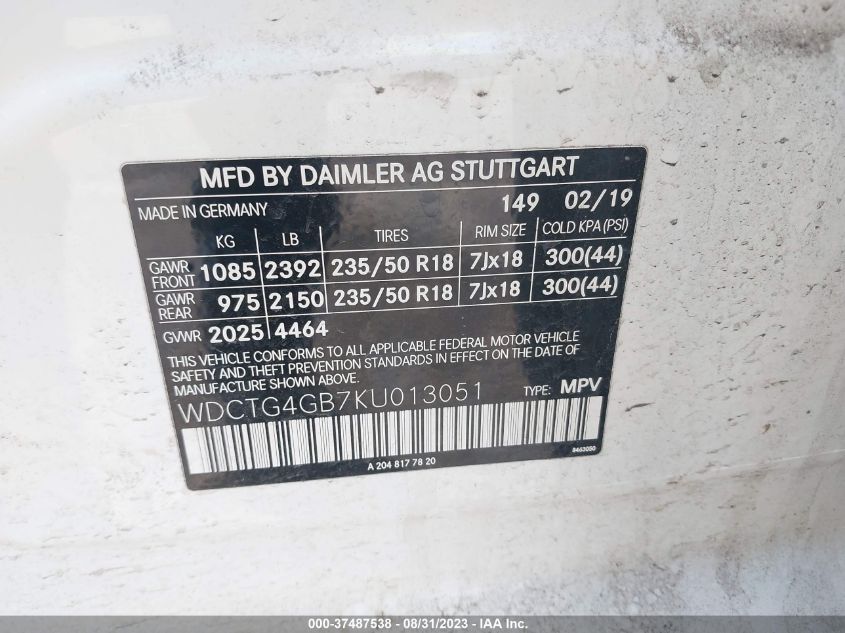 MFD BY DAIMLER AG STUTTGART
MADE IN GERMANY 149 02/19
KG LB TIRES RIM SIZE COLD KPA (PSI)
GAWR FRONT 1085 2392 235/50 R18 7Jx18 300(44)
GAWR REAR 975 2150 235/50 R18 7Jx18 300(44)
GVWR 2025 4464
THIS VEHICLE CONFORMS TO ALL APPLICABLE FEDERAL MOTOR VEHICLE
SAFETY AND THEFT PREVENTION STANDARDS IN EFFECT ON THE DATE OF
MANUFACTURE SHOWN ABOVE.
WDCTG4GB7KU013051 TYPE: MPV
A 204 817 78 20 8463050
000-37487538 - 08/31/2023 - Copyright © IAA, Inc.